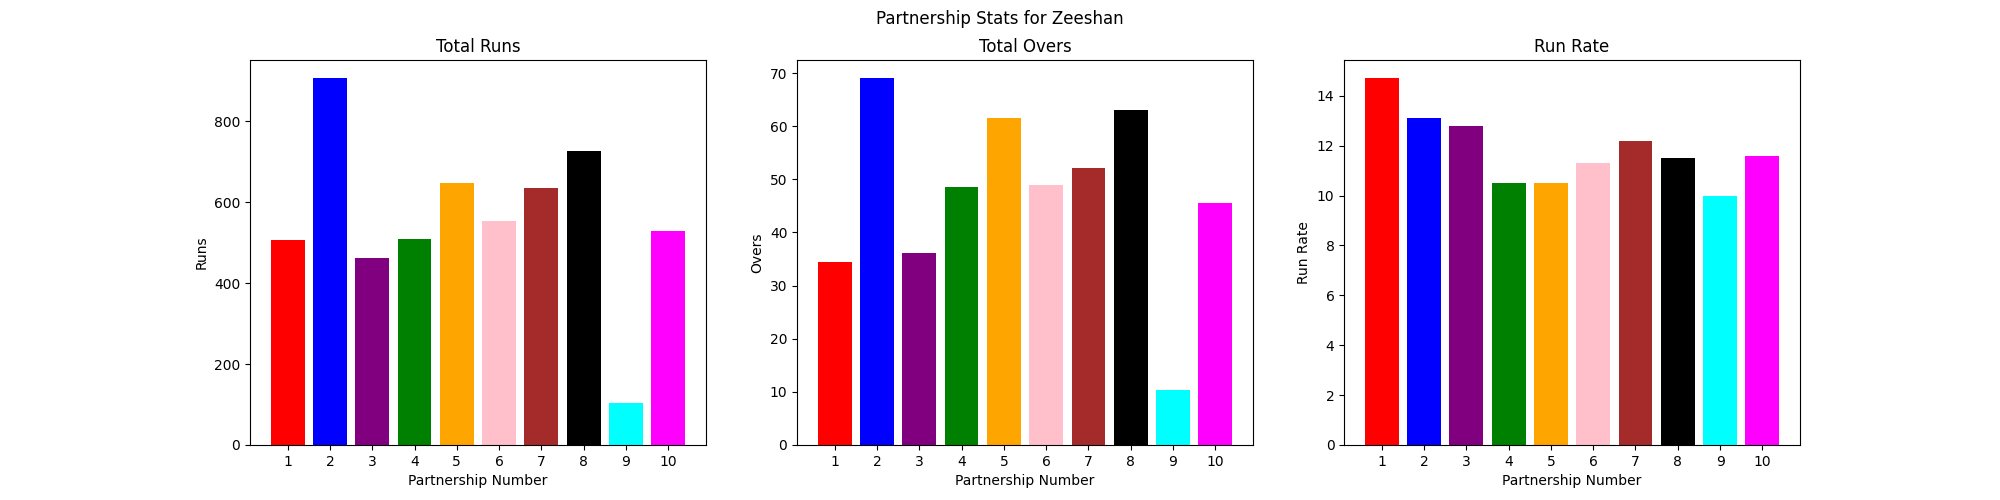 Partnership Stats for Zeeshan
Total Runs
Runs
800
600
400
200
0
1 2 3 4 5 6 7 8 9 10
Partnership Number
Total Overs
Overs
70
60
50
40
30
20
10
0
1 2 3 4 5 6 7 8 9 10
Partnership Number
Run Rate
Run Rate
14
12
10
8
6
4
2
0
1 2 3 4 5 6 7 8 9 10
Partnership Number